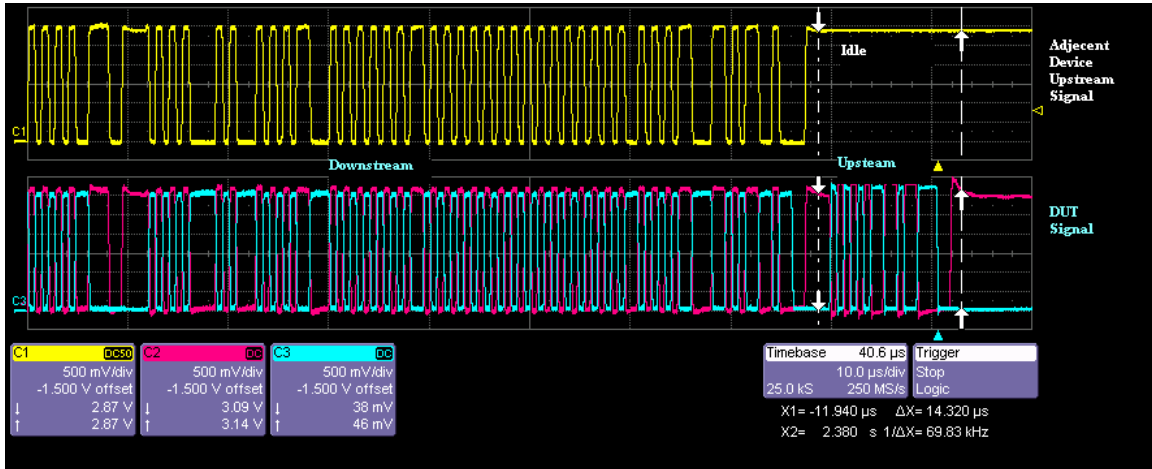 Idle
Adjecent
Device
Upstream
Signal
C1
Downstream
Upsteam
DUT
Signal
C3
C1 DC50
500 mV/div
-1.500 V offset
↓ 2.87 V
↑ 2.87 V
C2 DC
500 mV/div
-1.500 V offset
3.09 V
3.14 V
C3 DC
500 mV/div
-1.500 V offset
↓ 38 mV
↑ 46 mV
Timebase 40.6 µs
10.0 µs/div
25.0 kS 250 MS/s
Trigger
Stop
Logic
X1= -11.940 µs ΔX= 14.320 µs
X2= 2.380 s 1/ΔX= 69.83 kHz